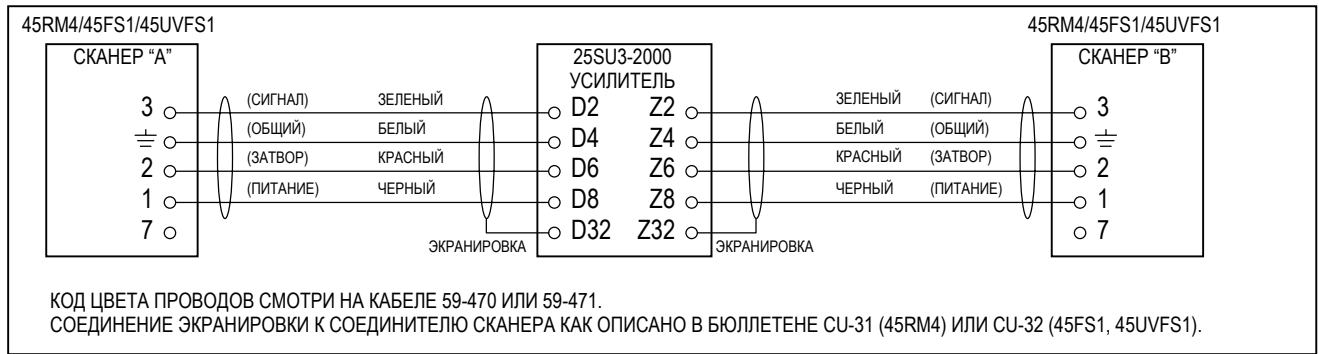 45RM4/45FS1/45UVFS1
45RM4/45FS1/45UVFS1
СКАНЕР “А”
25SU3-2000
УСИЛИТЕЛЬ
СКАНЕР “В”
3 (СИГНАЛ) ЗЕЛЕНЫЙ D2 Z2 ЗЕЛЕНЫЙ (СИГНАЛ) 3
(ОБЩИЙ) БЕЛЫЙ D4 Z4 БЕЛЫЙ (ОБЩИЙ)
2 (ЗАТВОР) КРАСНЫЙ D6 Z6 КРАСНЫЙ (ЗАТВОР) 2
1 (ПИТАНИЕ) ЧЕРНЫЙ D8 Z8 ЧЕРНЫЙ (ПИТАНИЕ) 1
7 ЭКРАНИРОВКА D32 Z32 ЭКРАНИРОВКА 7
КОД ЦВЕТА ПРОВОДОВ СМОТРИ НА КАБЕЛЕ 59-470 ИЛИ 59-471.
СОЕДИНЕНИЕ ЭКРАНИРОВКИ К СОЕДИНИТЕЛЮ СКАНЕРА КАК ОПИСАНО В БЮЛЛЕТЕНЕ CU-31 (45RM4) ИЛИ CU-32 (45FS1, 45UVFS1).